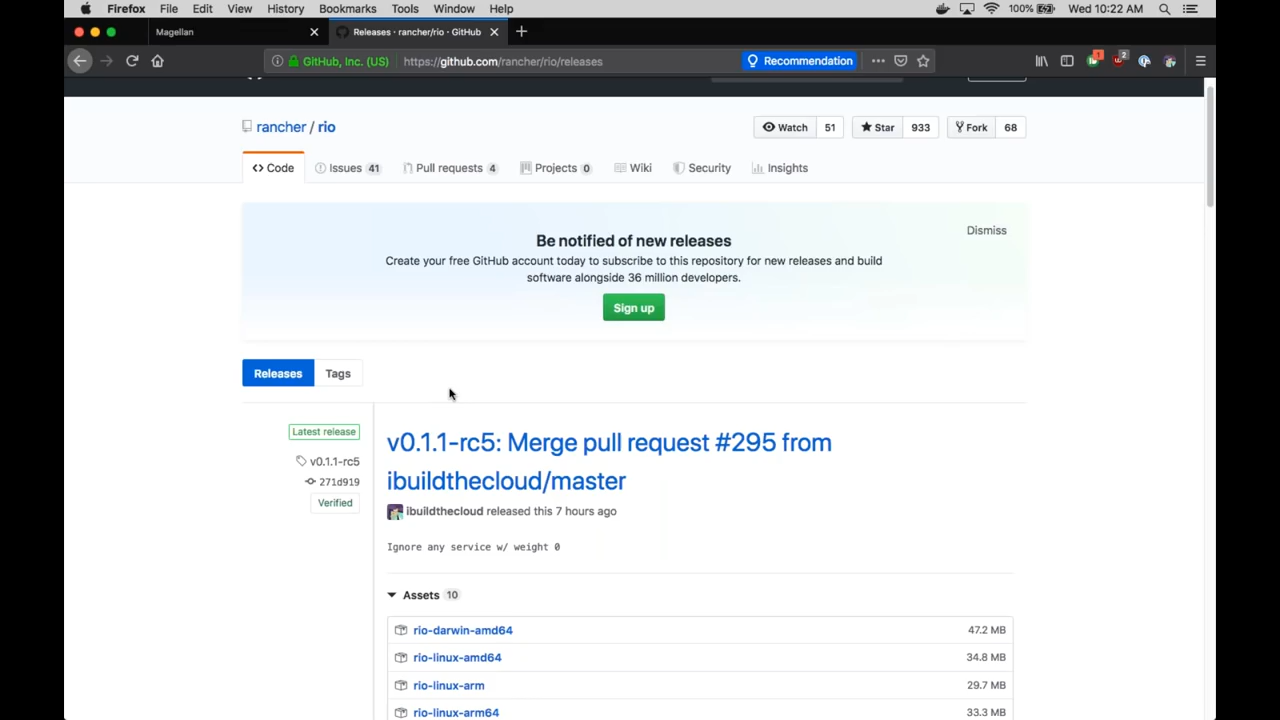 Firefox File Edit View History Bookmarks Tools Window Help 100% Wed 10:22 AM
Magellan Releases · rancher/rio · GitHub
GitHub, Inc. (US) https://github.com/rancher/rio/releases Recommendation 1 2
rancher / rio Watch 51 Star 933 Fork 68
Code Issues 41 Pull requests 4 Projects 0 Wiki Security Insights
Be notified of new releases Dismiss
Create your free GitHub account today to subscribe to this repository for new releases and build
software alongside 36 million developers.
Sign up
Releases Tags
Latest release
v0.1.1-rc5
271d919
Verified
v0.1.1-rc5: Merge pull request #295 from
ibuildthecloud/master
ibuildthecloud released this 7 hours ago
Ignore any service w/ weight 0
Assets 10
rio-darwin-amd64 47.2 MB
rio-linux-amd64 34.8 MB
rio-linux-arm 29.7 MB
rio-linux-arm64 33.3 MB